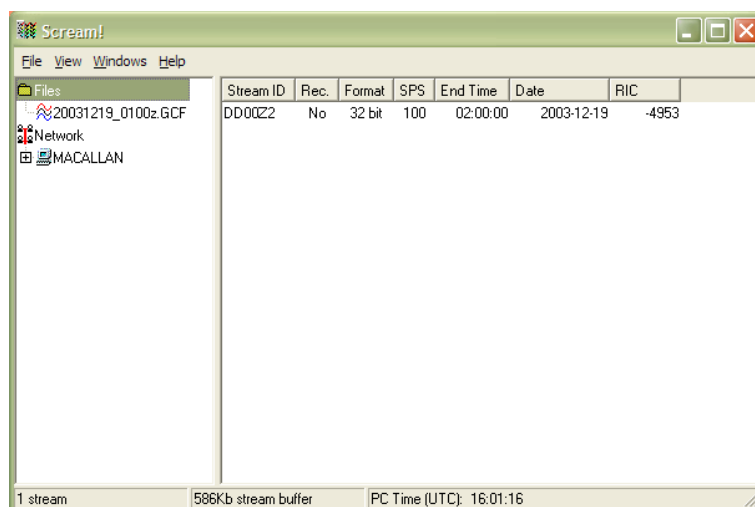 Scream!
File View Windows Help
Files
20031219_0100z.GCF
Network
MACALLAN
Stream ID Rec. Format SPS End Time Date RIC
DD00Z2 No 32 bit 100 02:00:00 2003-12-19 -4953
1 stream 586Kb stream buffer PC Time (UTC): 16:01:16